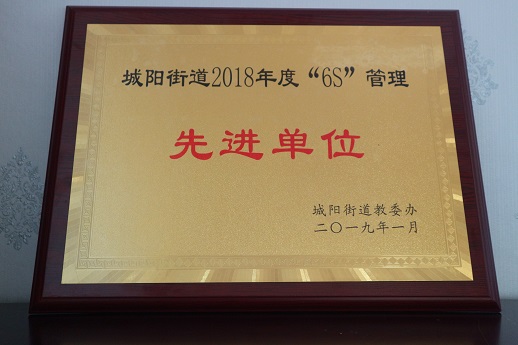 城阳街道2018年度“6S”管理
先进单位
城阳街道教委办
二〇一九年一月